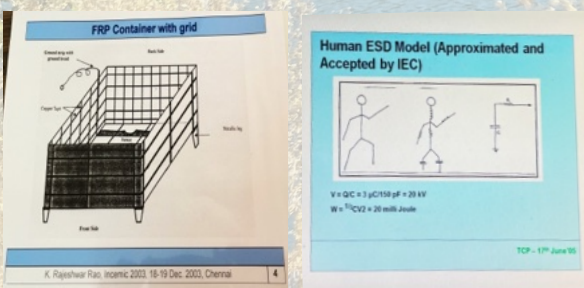 FRP Container with grid
Back Side
Front Side
K. Rajeshwar Rao, Incemic 2003, 18-19 Dec. 2003, Chennai
4
Human ESD Model (Approximated and
Accepted by IEC)
V = Q/C = 3 µC/150 pF = 20 kV
W = ½CV2 = 20 milli Joule
TCP - 17th June'05